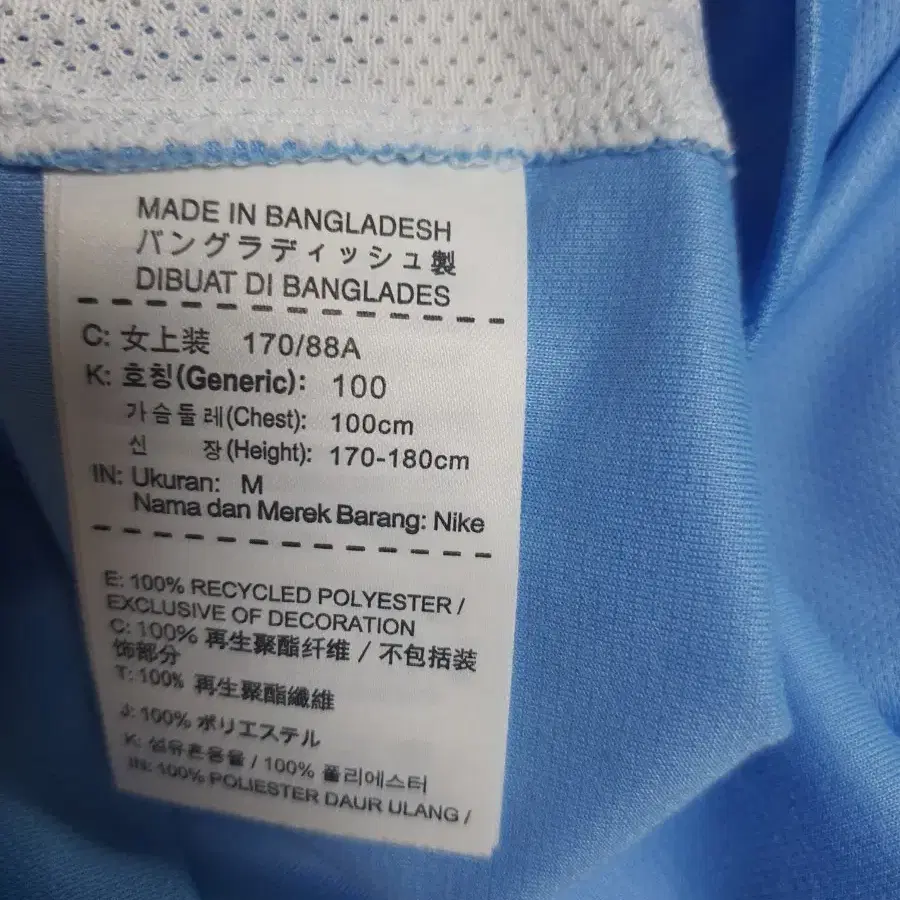 MADE IN BANGLADESH
バングラディッシュ製
DIBUAT DI BANGLADES
C: 女上装 170/88A
K: 호칭(Generic): 100
가슴둘레(Chest): 100cm
신 장(Height): 170-180cm
IN: Ukuran: M
Nama dan Merek Barang: Nike
E: 100% RECYCLED POLYESTER /
EXCLUSIVE OF DECORATION
C: 100% 再生聚酯纤维 / 不包括装
饰部分
T: 100% 再生聚酯纖維
J: 100% ポリエステル
K: 섬유혼용율 / 100% 폴리에스터
IN: 100% POLIESTER DAUR ULANG /